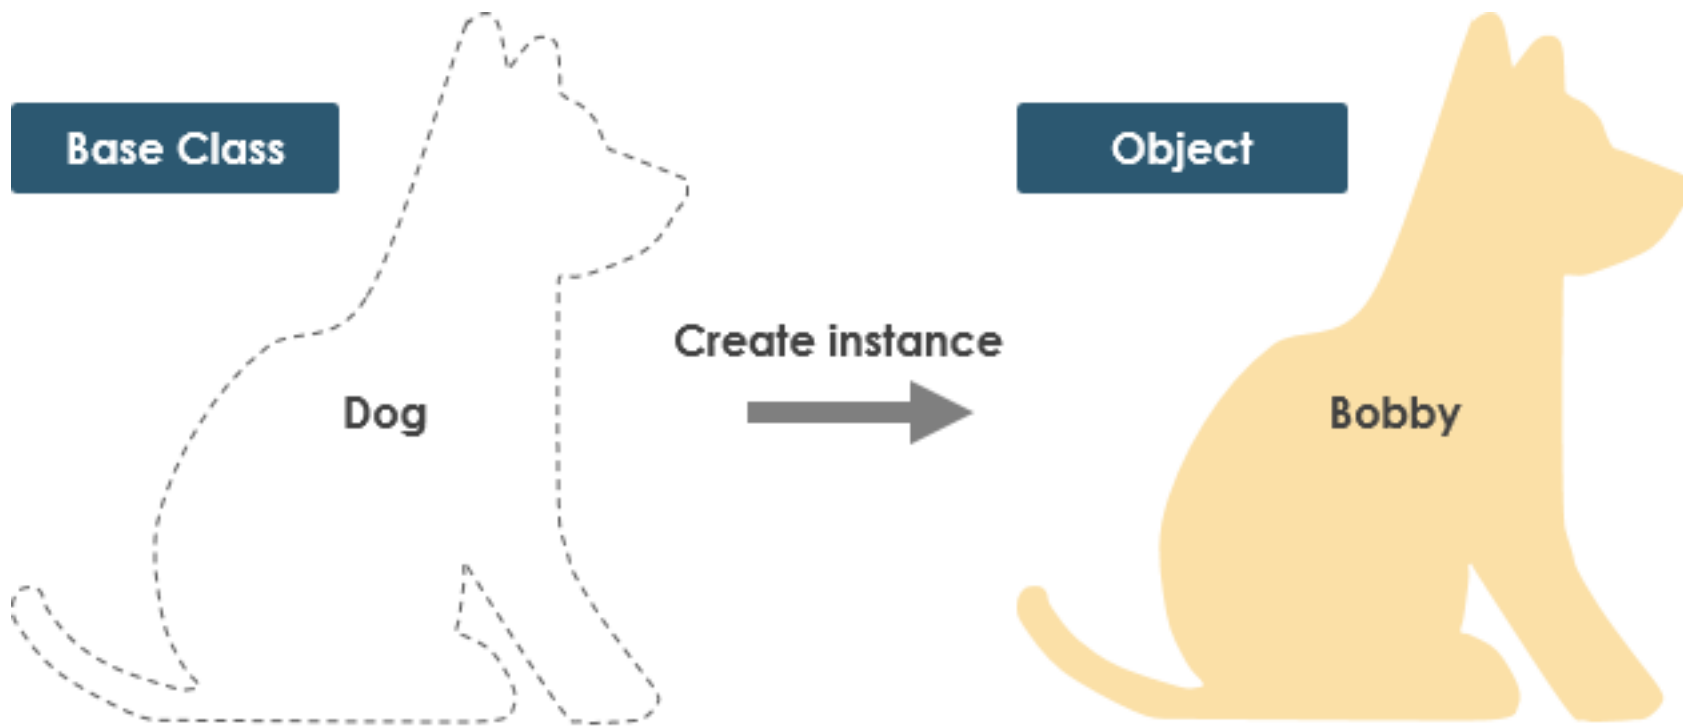 Base Class
Object
Create instance
Dog
Bobby